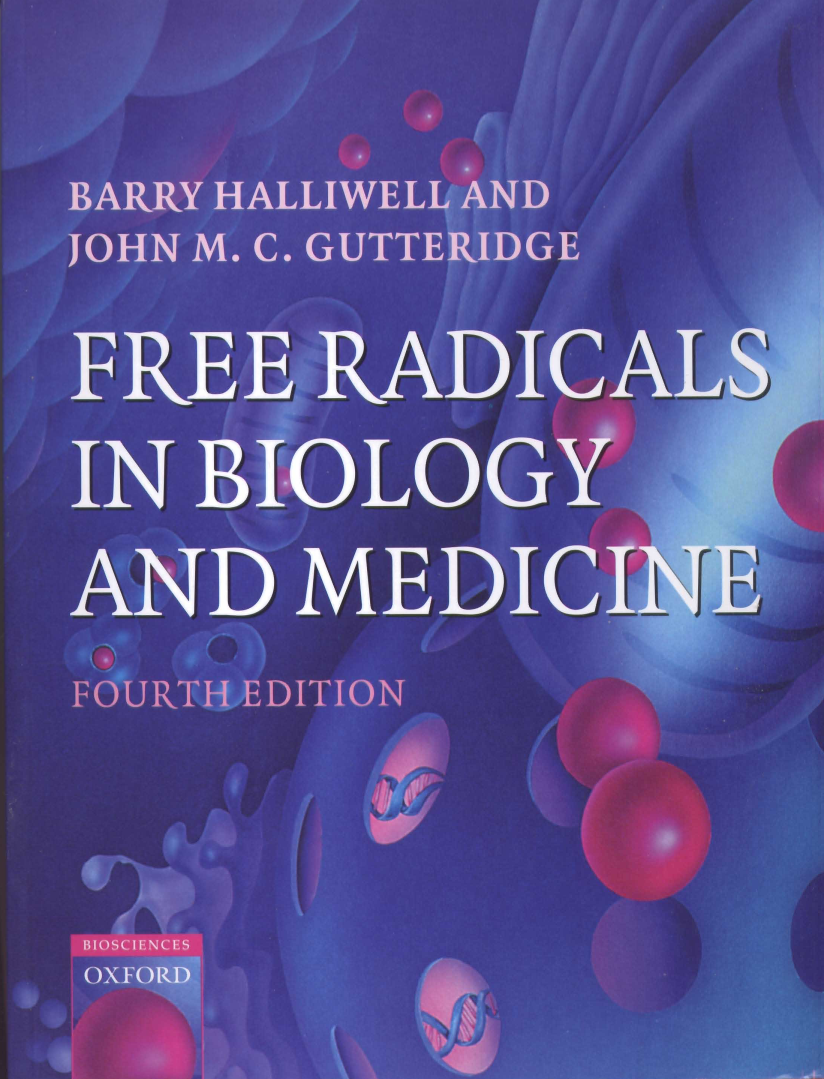 BARRY HALLIWELL AND
JOHN M. C. GUTTERIDGE
FREE RADICALS
IN BIOLOGY
AND MEDICINE
FOURTH EDITION
BIOSCIENCES
OXFORD